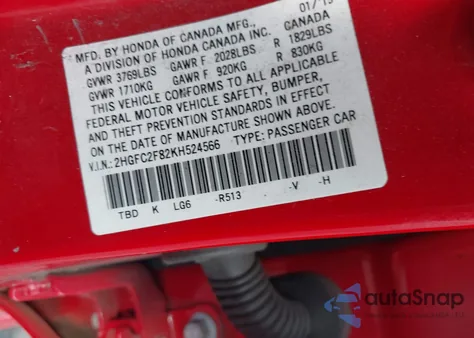 MFD. BY HONDA OF CANADA MFG., 01/19
A DIVISION OF HONDA CANADA INC. CANADA
GVWR 3769LBS GAWR F 2028LBS R 1829LBS
GVWR 1710KG GAWR F 920KG R 830KG
THIS VEHICLE CONFORMS TO ALL APPLICABLE
FEDERAL MOTOR VEHICLE SAFETY, BUMPER,
AND THEFT PREVENTION STANDARDS IN EFFECT
ON THE DATE OF MANUFACTURE SHOWN ABOVE.
V.I.N.: 2HGFC2F82KH524566 TYPE: PASSENGER CAR
TBD K LG6 -R513 -V -H
autoSnap